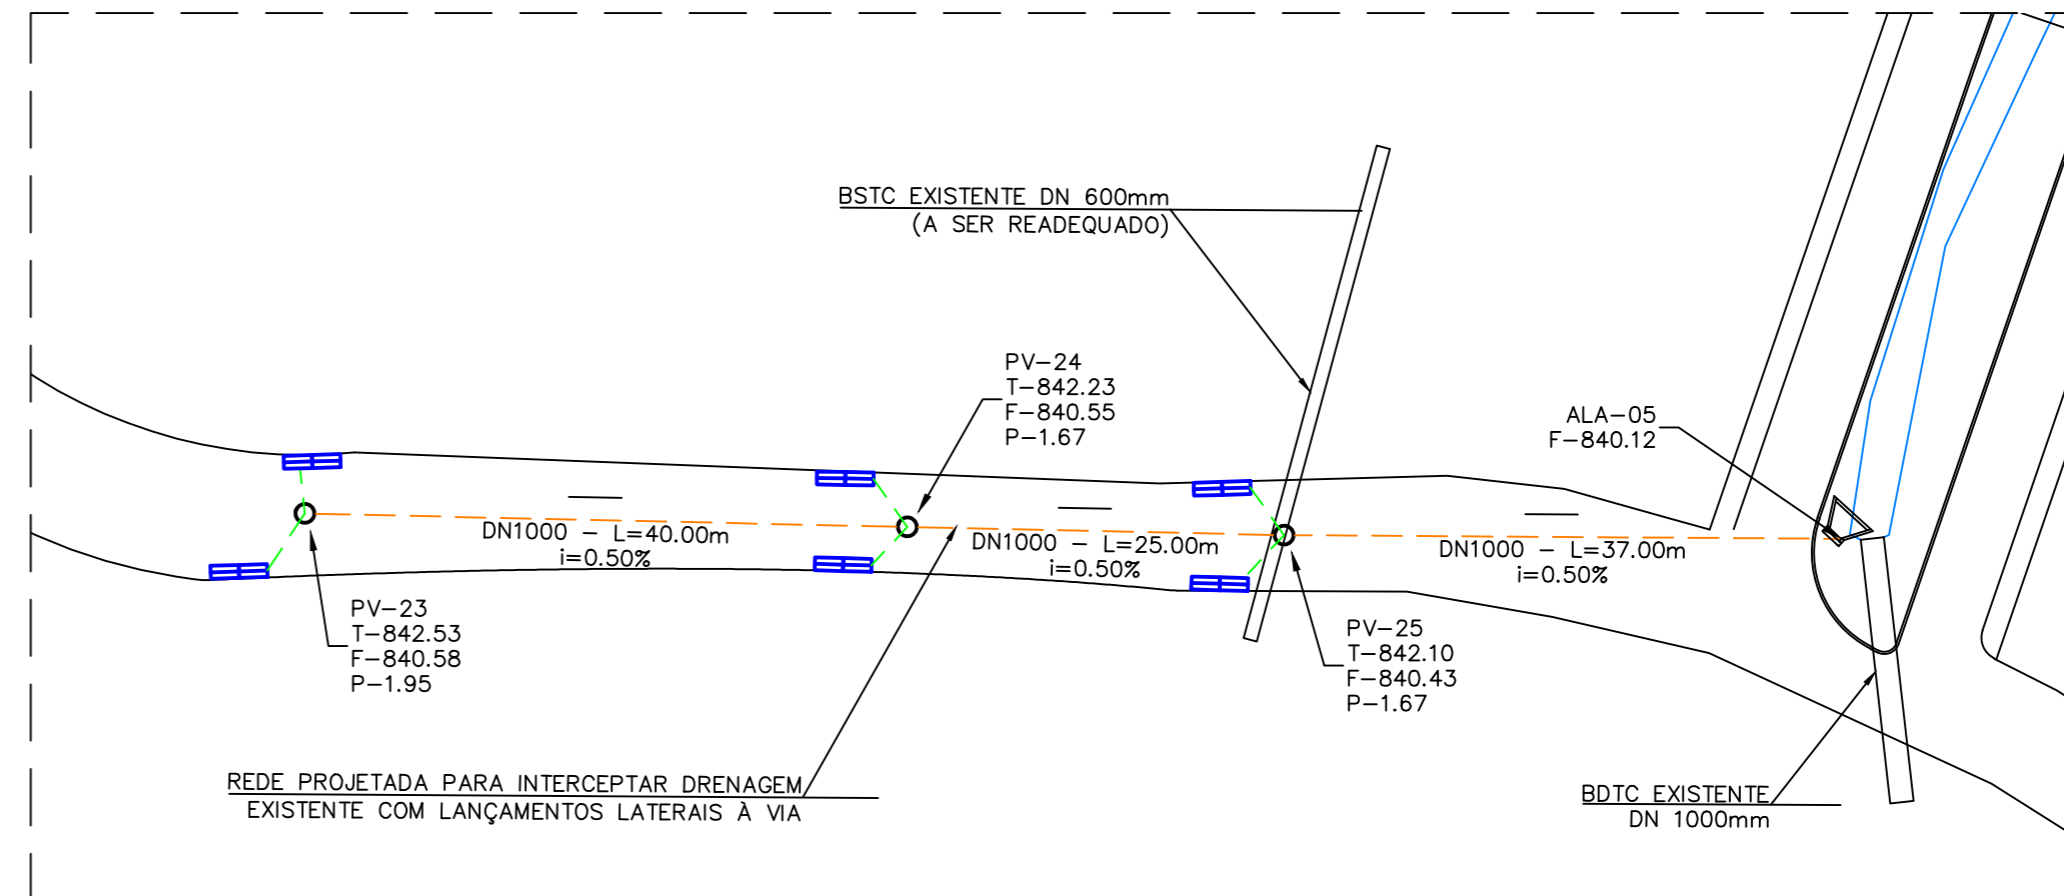 BSTC EXISTENTE DN 600mm
(A SER READEQUADO)
PV-24
T-842.23
F-840.55
P-1.67
ALA-05
F-840.12
DN1000 - L=40.00m
i=0.50%
DN1000 - L=25.00m
i=0.50%
DN1000 - L=37.00m
i=0.50%
PV-23
T-842.53
F-840.58
P-1.95
PV-25
T-842.10
F-840.43
P-1.67
REDE PROJETADA PARA INTERCEPTAR DRENAGEM
EXISTENTE COM LANÇAMENTOS LATERAIS À VIA
BDTC EXISTENTE
DN 1000mm